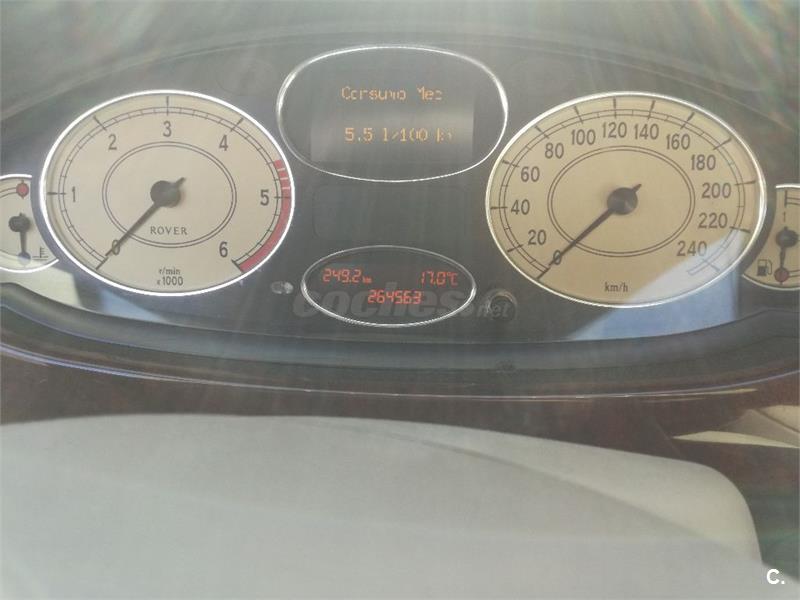 Consumo Med
5.5 l/100 km
0 1 2 3 4 5 6
ROVER
r/min
x 1000
0 20 40 60 80 100 120 140 160 180 200 220 240
km/h
249.2 km 17.0°C
264563
coches.net
C.